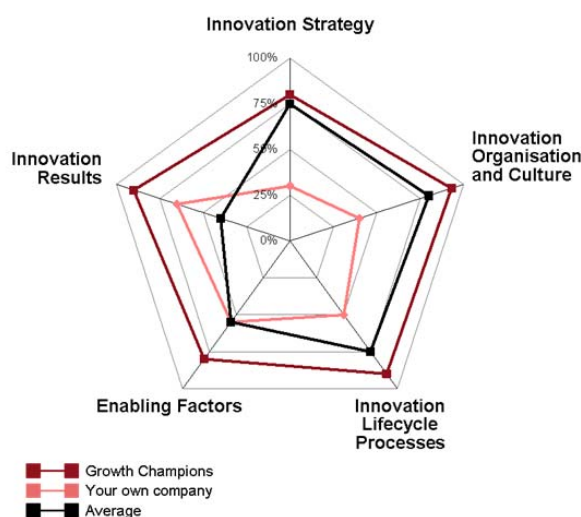 Innovation Strategy
100%
75%
50%
25%
0%
Innovation
Organisation
and Culture
Innovation
Results
Enabling Factors
Innovation
Lifecycle
Processes
Growth Champions
Your own company
Average